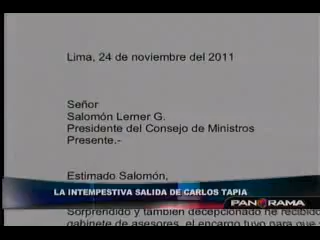 Lima, 24 de noviembre del 2011
Señor
Salomón Lerner G.
Presidente del Consejo de Ministros
Presente.-
Estimado Salomón,
LA INTEMPESTIVA SALIDA DE CARLOS TAPIA
PANORAMA
Sorprendido y también decepcionado he recibido
gabinete de asesores, el encargo tuvo para que